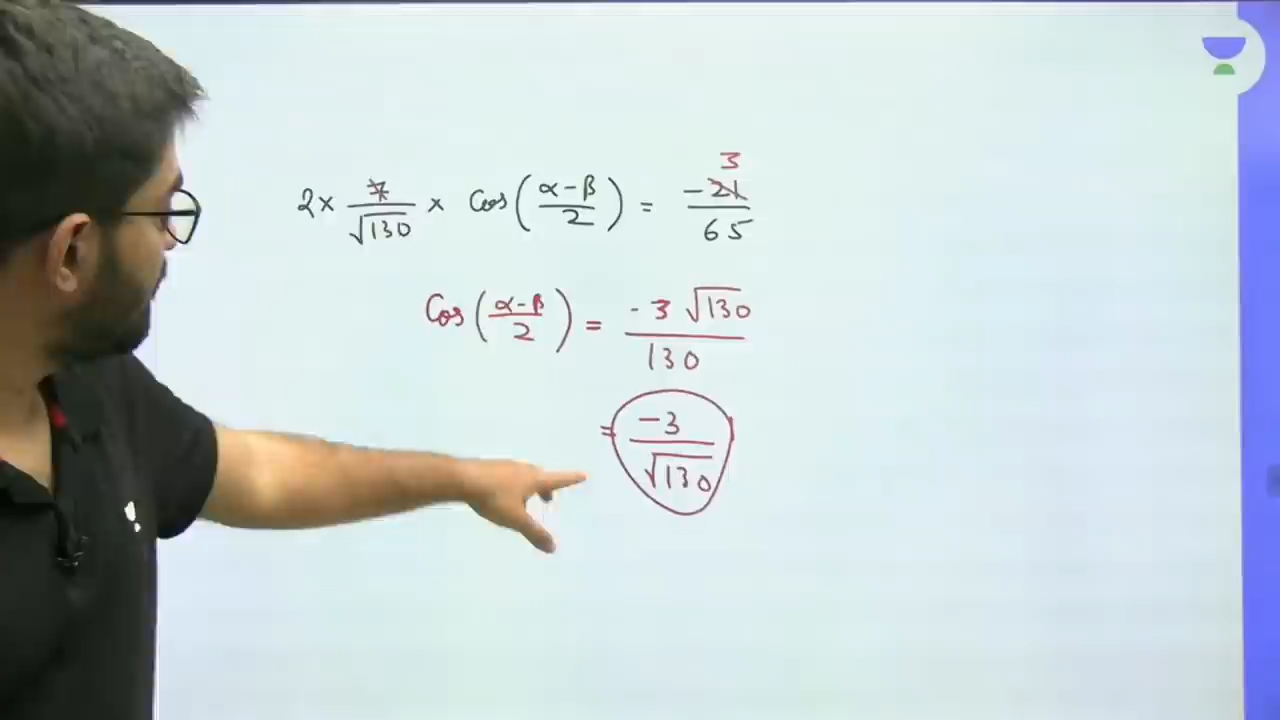 3
2 × 7/√130 × Cos(α-β/2) = -21/65
Cos(α-β/2) = -3√130/130
= -3/√130